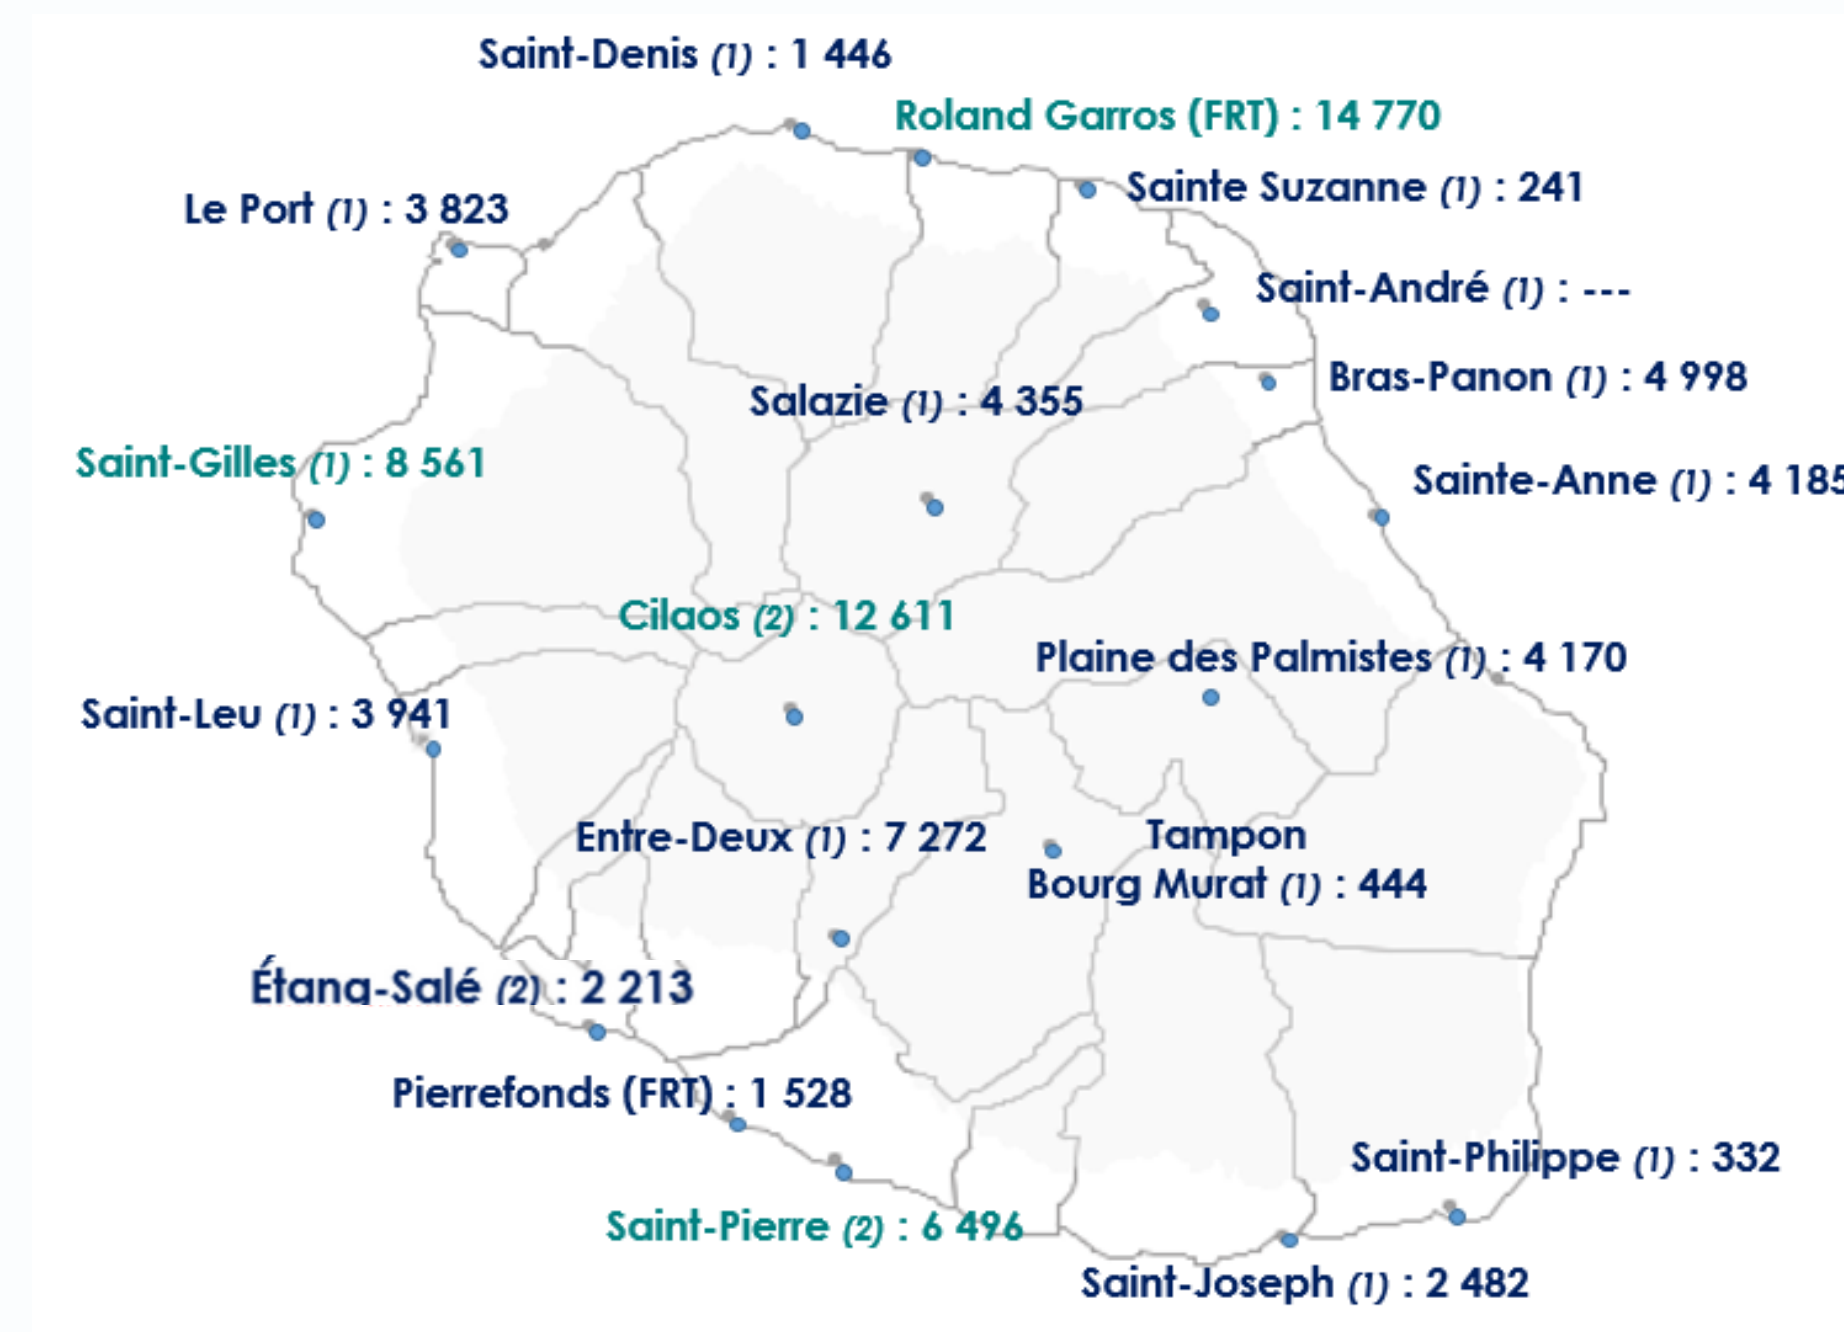 Saint-Denis (1) : 1 446
Roland Garros (FRT) : 14 770
Sainte Suzanne (1) : 241
Le Port (1) : 3 823
Saint-André (1) : ---
Bras-Panon (1) : 4 998
Salazie (1) : 4 355
Saint-Gilles (1) : 8 561
Sainte-Anne (1) : 4 185
Cilaos (2) : 12 611
Plaine des Palmistes (1) : 4 170
Saint-Leu (1) : 3 941
Entre-Deux (1) : 7 272
Tampon
Bourg Murat (1) : 444
Étang-Salé (2) : 2 213
Pierrefonds (FRT) : 1 528
Saint-Philippe (1) : 332
Saint-Pierre (2) : 6 496
Saint-Joseph (1) : 2 482